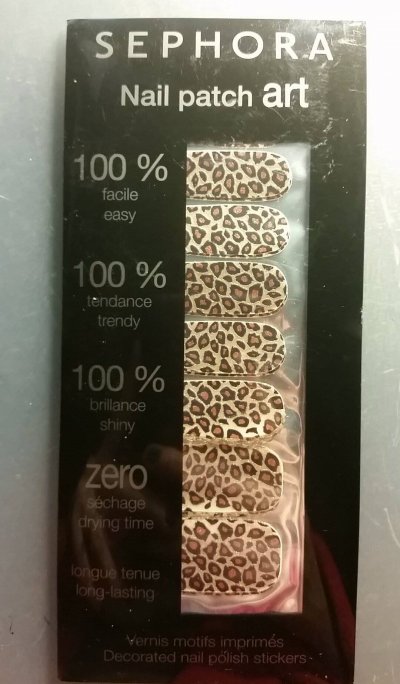 SEPHORA
Nail patch art
100 %
facile
easy
100 %
tendance
trendy
100 %
brillance
shiny
zero
séchage
drying time
longue tenue
long-lasting
Vernis motifs imprimés
Decorated nail polish stickers